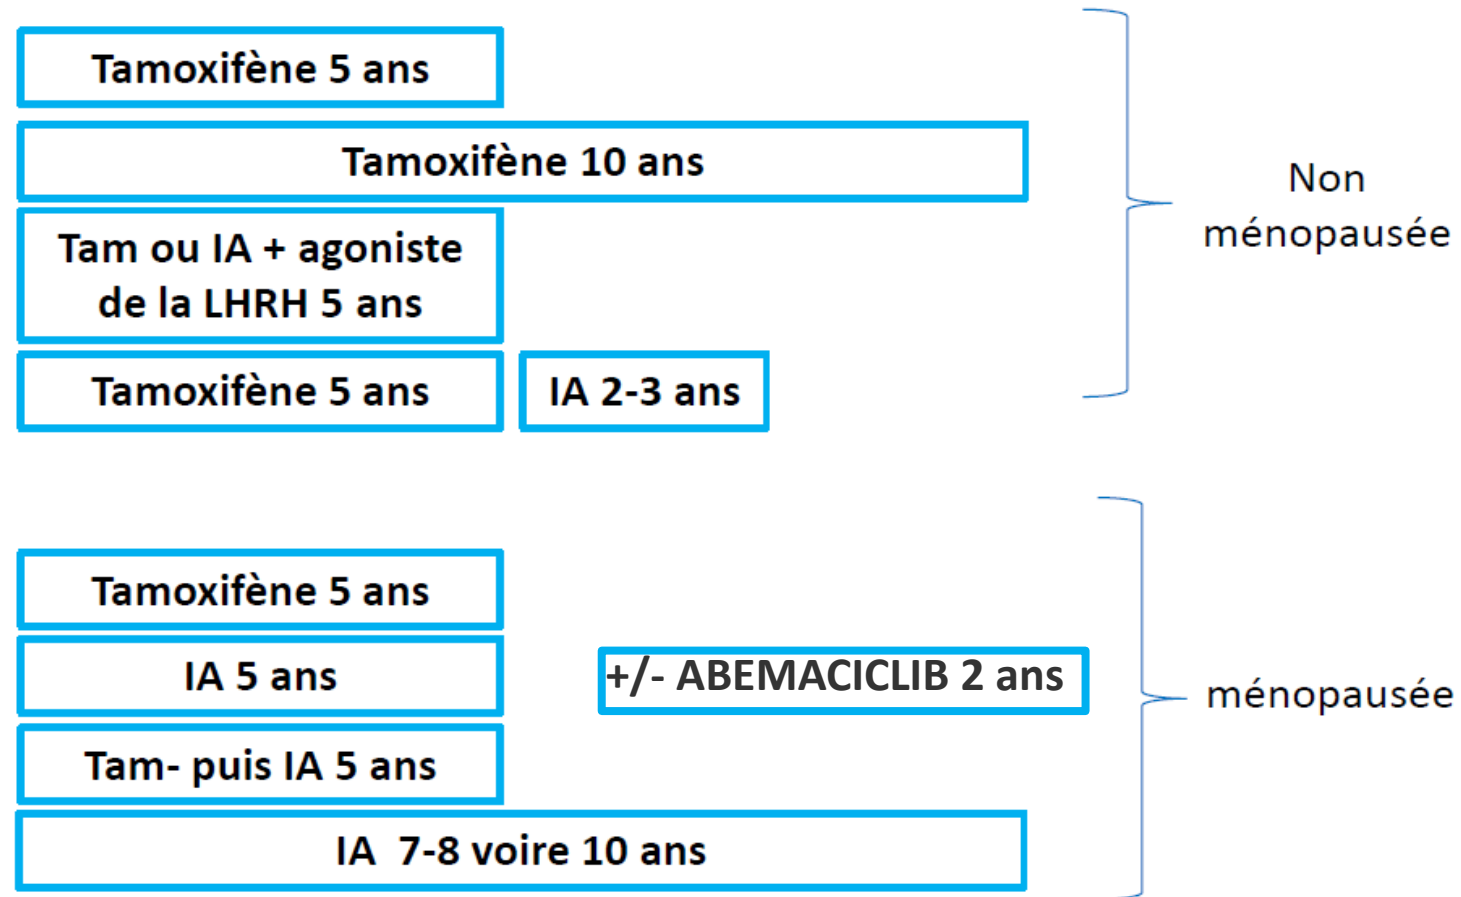 Tamoxifène 5 ans
Tamoxifène 10 ans
Tam ou IA + agoniste
de la LHRH 5 ans
Tamoxifène 5 ans
IA 2-3 ans
Non
ménopausée
Tamoxifène 5 ans
IA 5 ans
+/- ABEMACICLIB 2 ans
Tam- puis IA 5 ans
IA 7-8 voire 10 ans
ménopausée